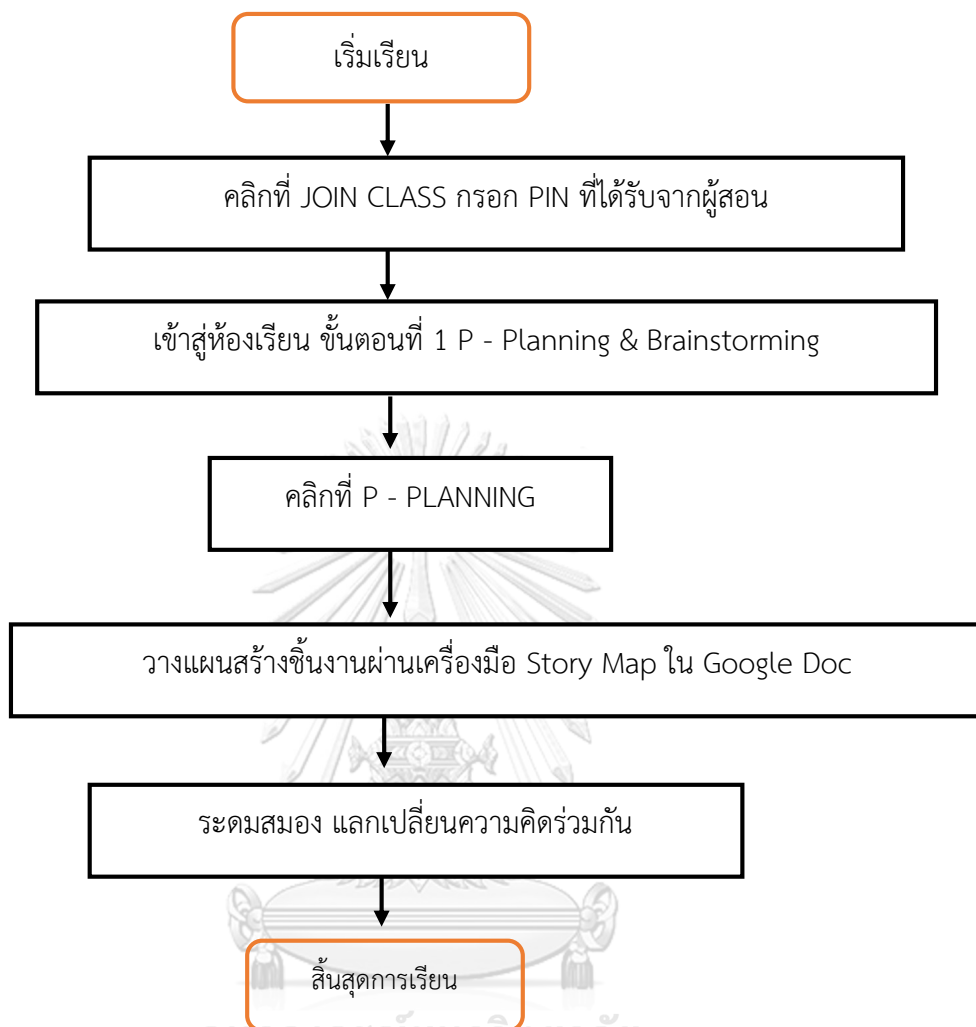 เริ่มเรียน
คลิกที่ JOIN CLASS กรอก PIN ที่ได้รับจากผู้สอน
เข้าสู่ห้องเรียน ขั้นตอนที่ 1 P - Planning & Brainstorming
คลิกที่ P - PLANNING
วางแผนสร้างชิ้นงานผ่านเครื่องมือ Story Map ใน Google Doc
ระดมสมอง แลกเปลี่ยนความคิดร่วมกัน
สิ้นสุดการเรียน